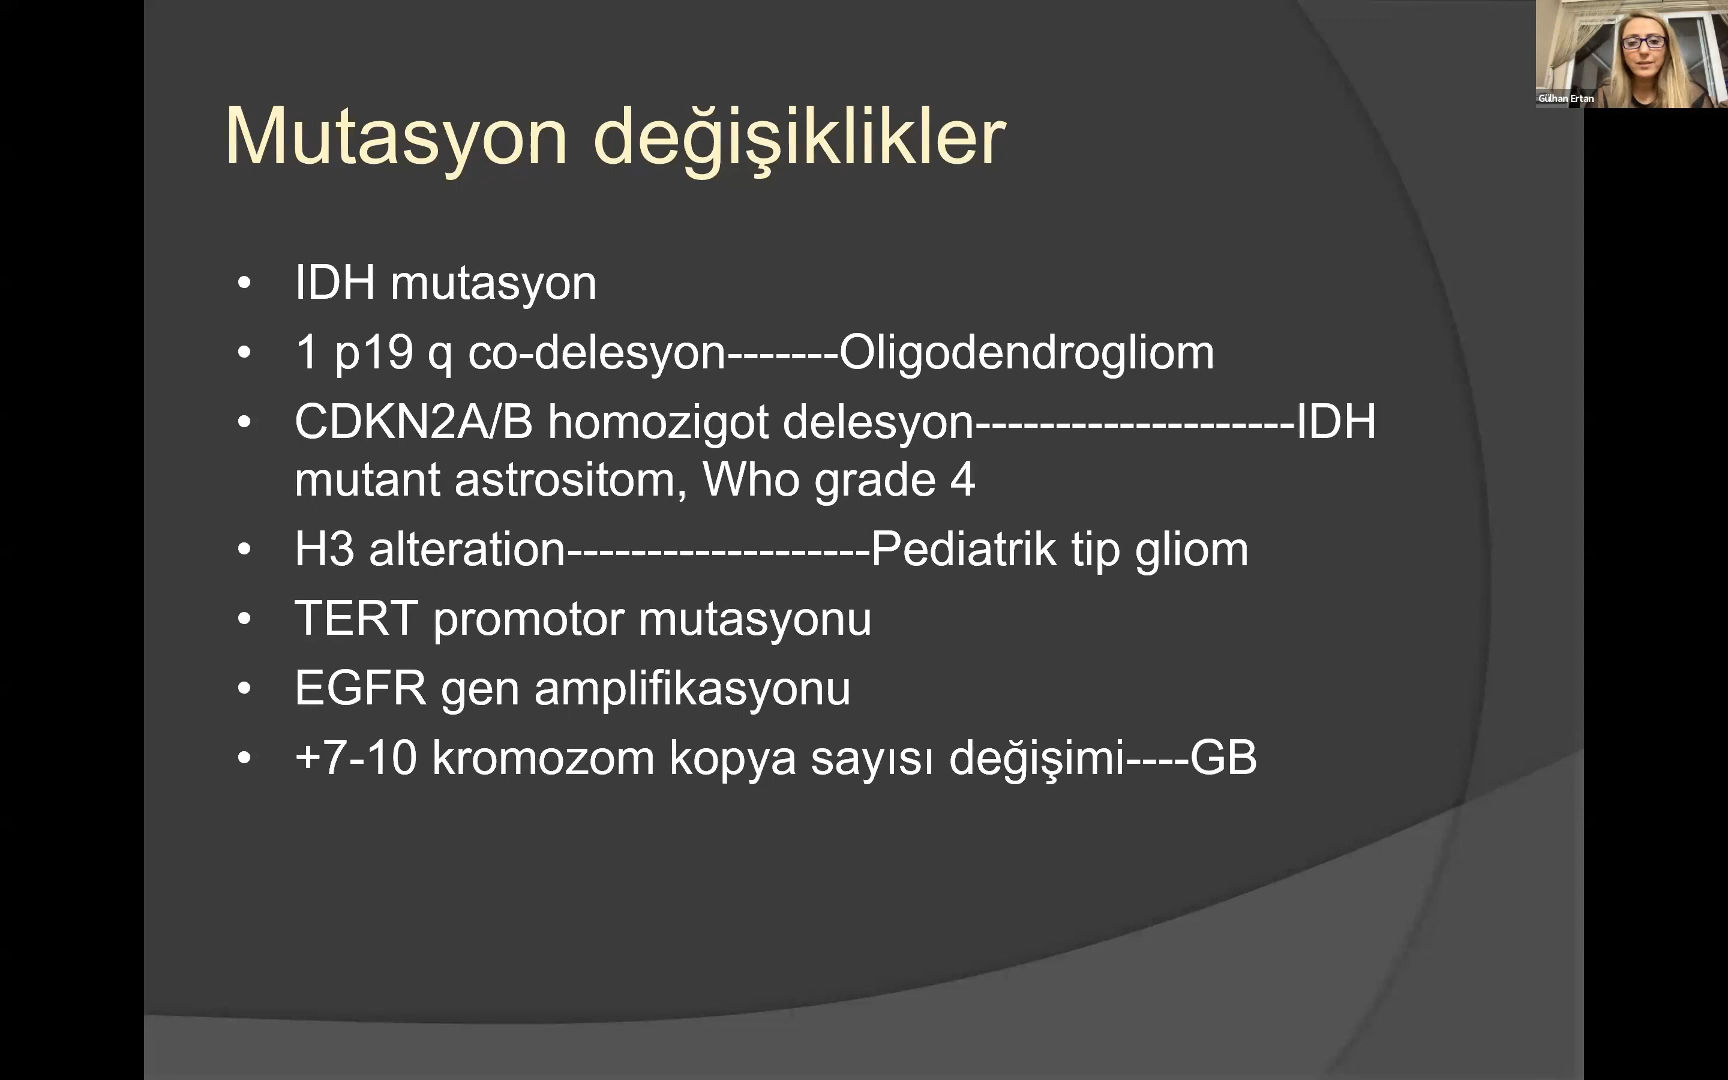 Gülhan Ertan
Mutasyon değişiklikler
• IDH mutasyon
• 1 p19 q co-delesyon-------Oligodendrogliom
• CDKN2A/B homozigot delesyon--------------------IDH
mutant astrositom, Who grade 4
• H3 alteration-------------------Pediatrik tip gliom
• TERT promotor mutasyonu
• EGFR gen amplifikasyonu
• +7-10 kromozom kopya sayısı değişimi----GB